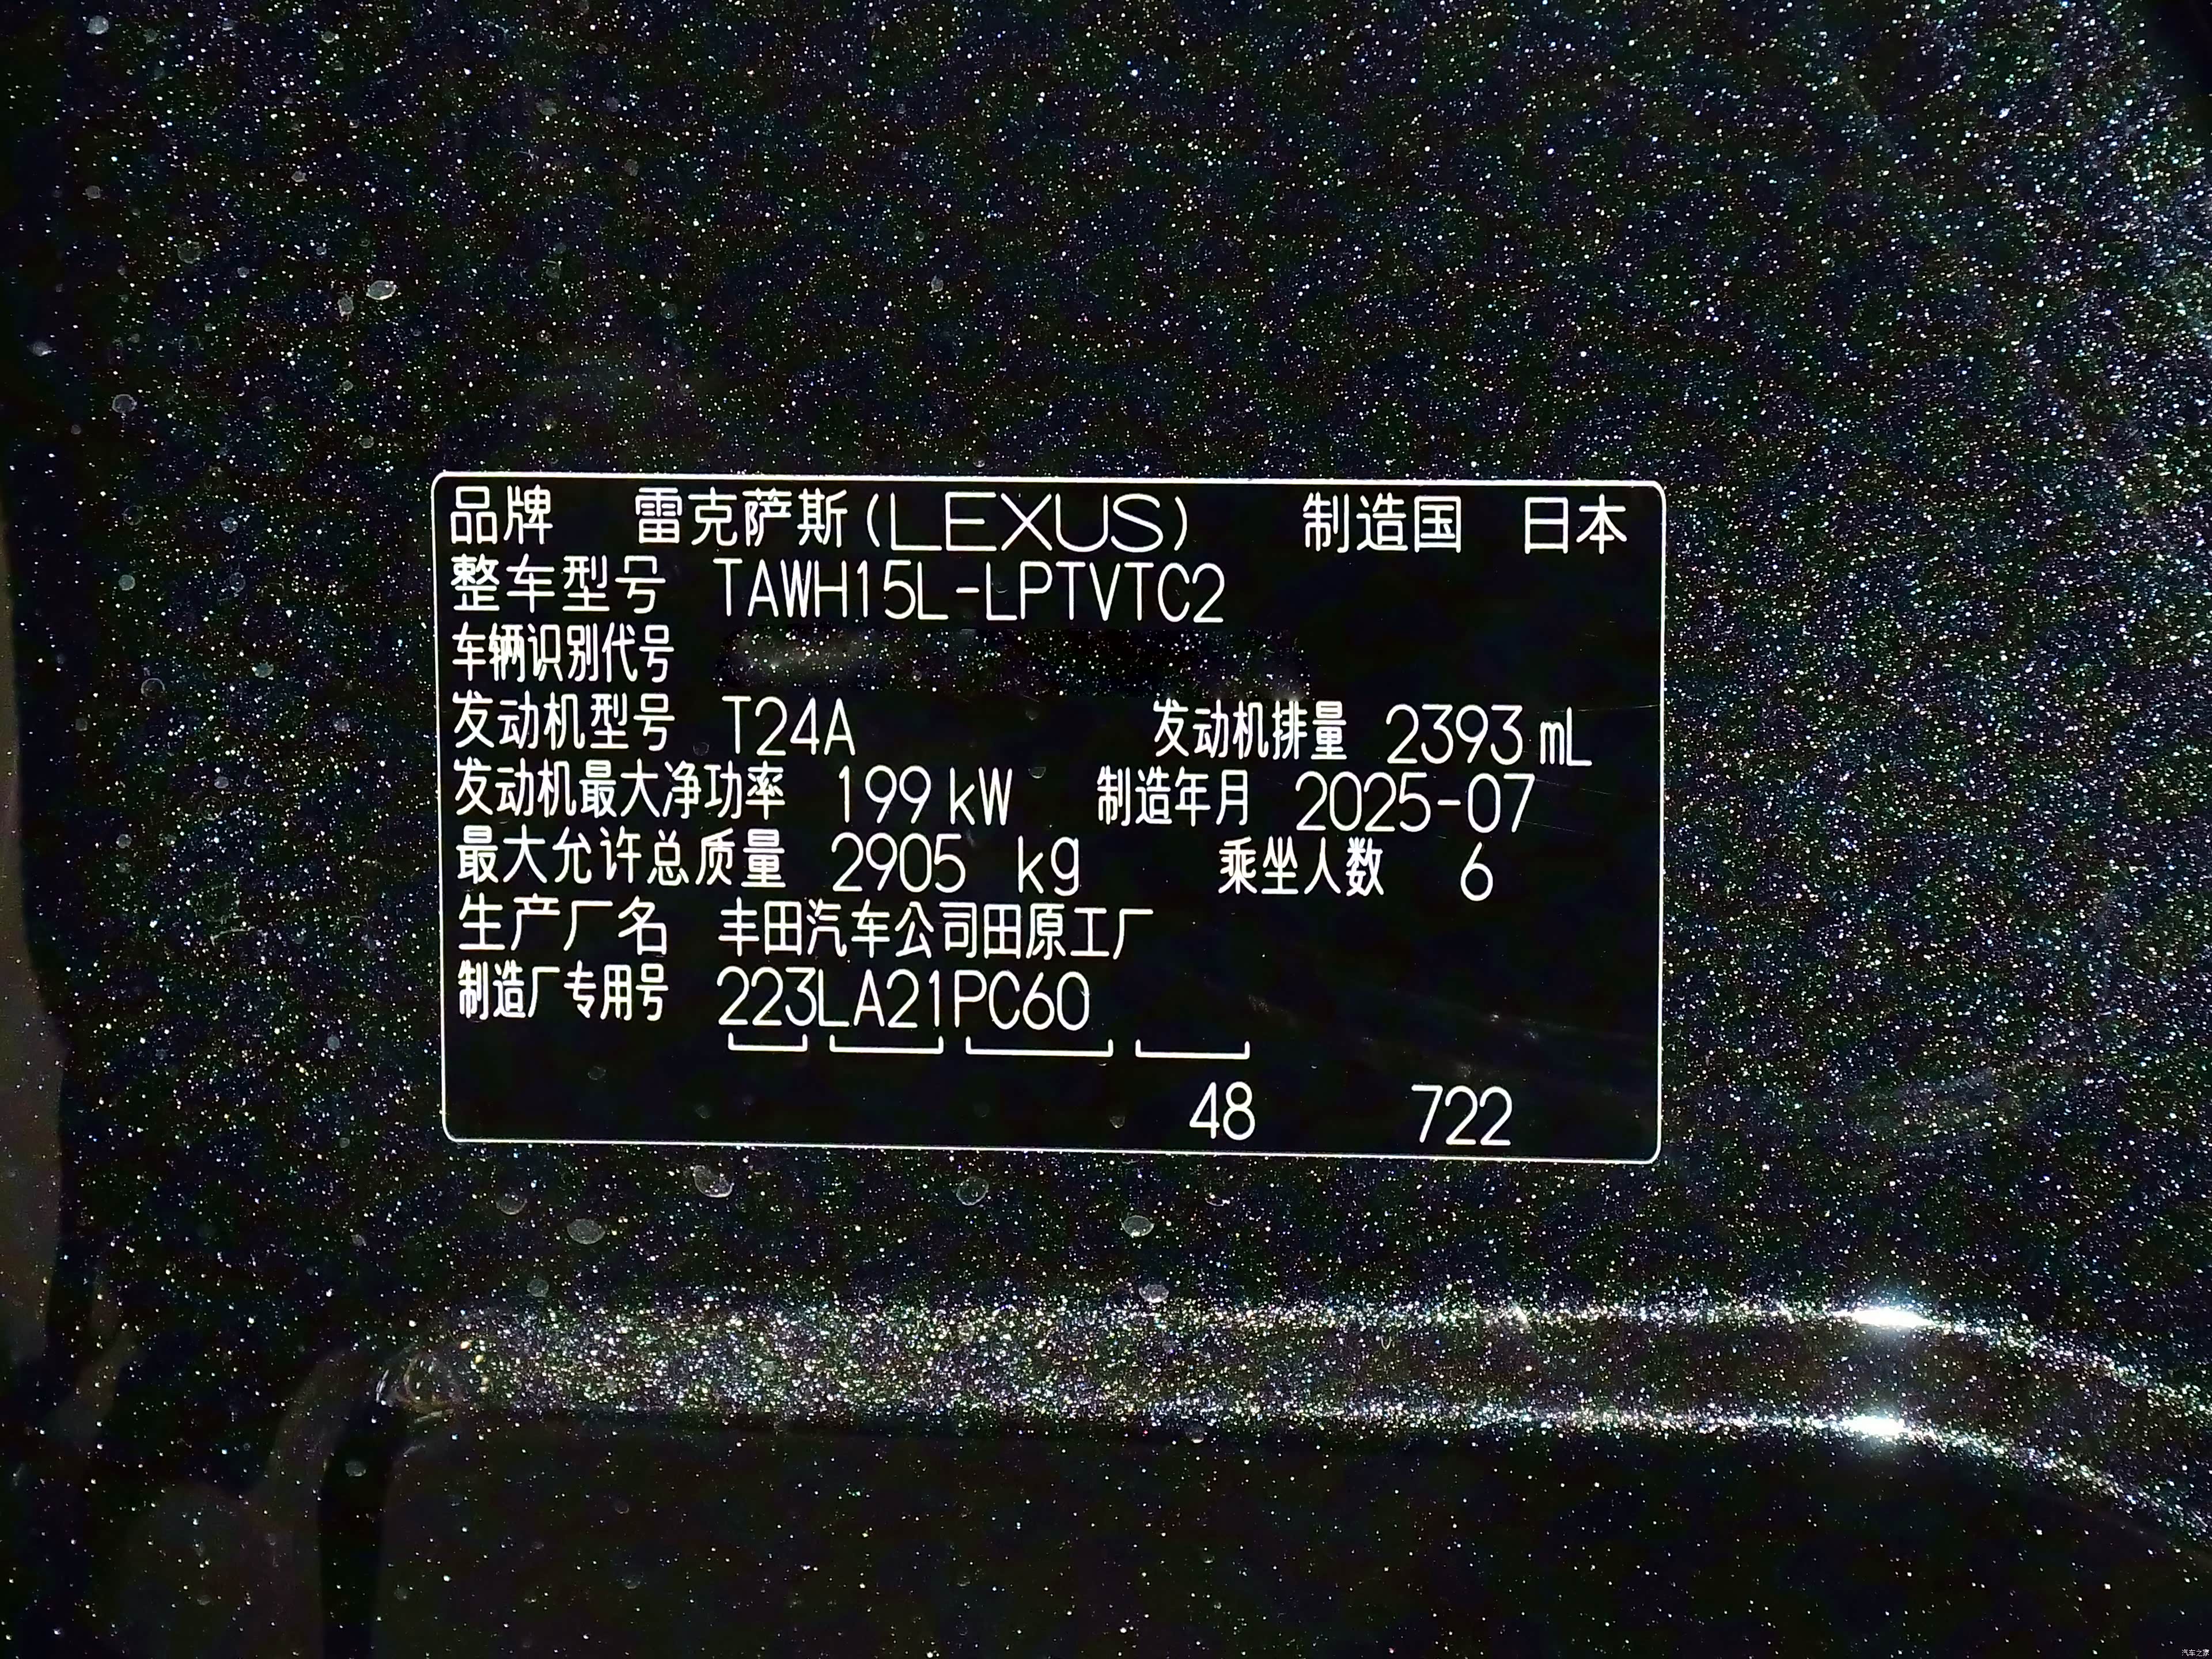 品牌 雷克萨斯(LEXUS) 制造国 日本
整车型号 TAWH15L-LPTVTC2
车辆识别代号
发动机型号 T24A 发动机排量 2393 mL
发动机最大净功率 199 kW 制造年月 2025-07
最大允许总质量 2905 kg 乘坐人数 6
生产厂名 丰田汽车公司田原工厂
制造厂专用号 223LA21PC60
48 722
汽车之家